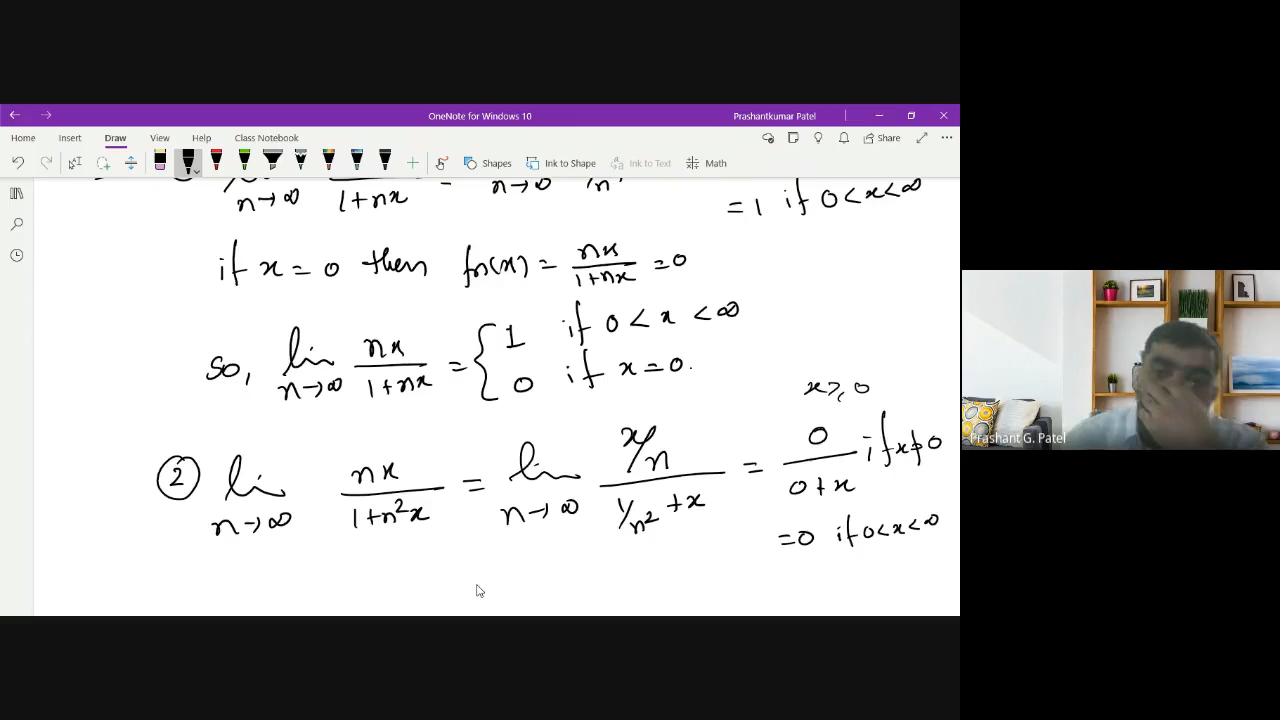 OneNote for Windows 10
Prashantkumar Patel
Home Insert Draw View Help Class Notebook
Share
Shapes Ink to Shape Ink to Text Math
n→∞ 1+nx = n→∞ 1/n
= 1 if 0<x<∞
if x = 0 then fn(x) = nx/(1+nx) = 0
so, lim n→∞ nx/(1+nx) = { 1 if 0 < x < ∞
0 if x = 0.
x ≥ 0
② lim n→∞ nx/(1+n²x) = lim n→∞ (x/n)/(1/n² + x) = 0/(0+x) if x≠0
= 0 if 0<x<∞
Prashant G. Patel